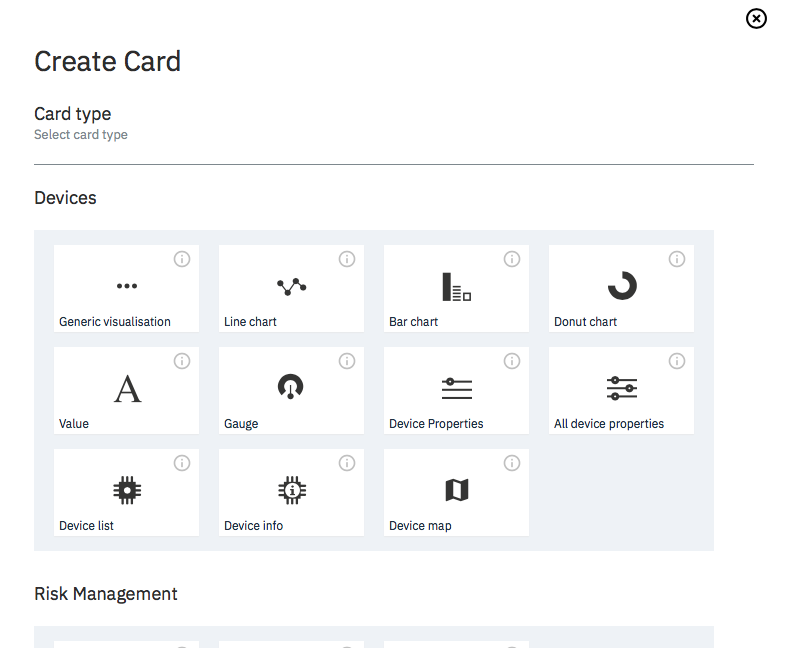 Create Card
Card type
Select card type
Devices
Generic visualisation
Line chart
Bar chart
Donut chart
Value
Gauge
Device Properties
All device properties
Device list
Device info
Device map
Risk Management